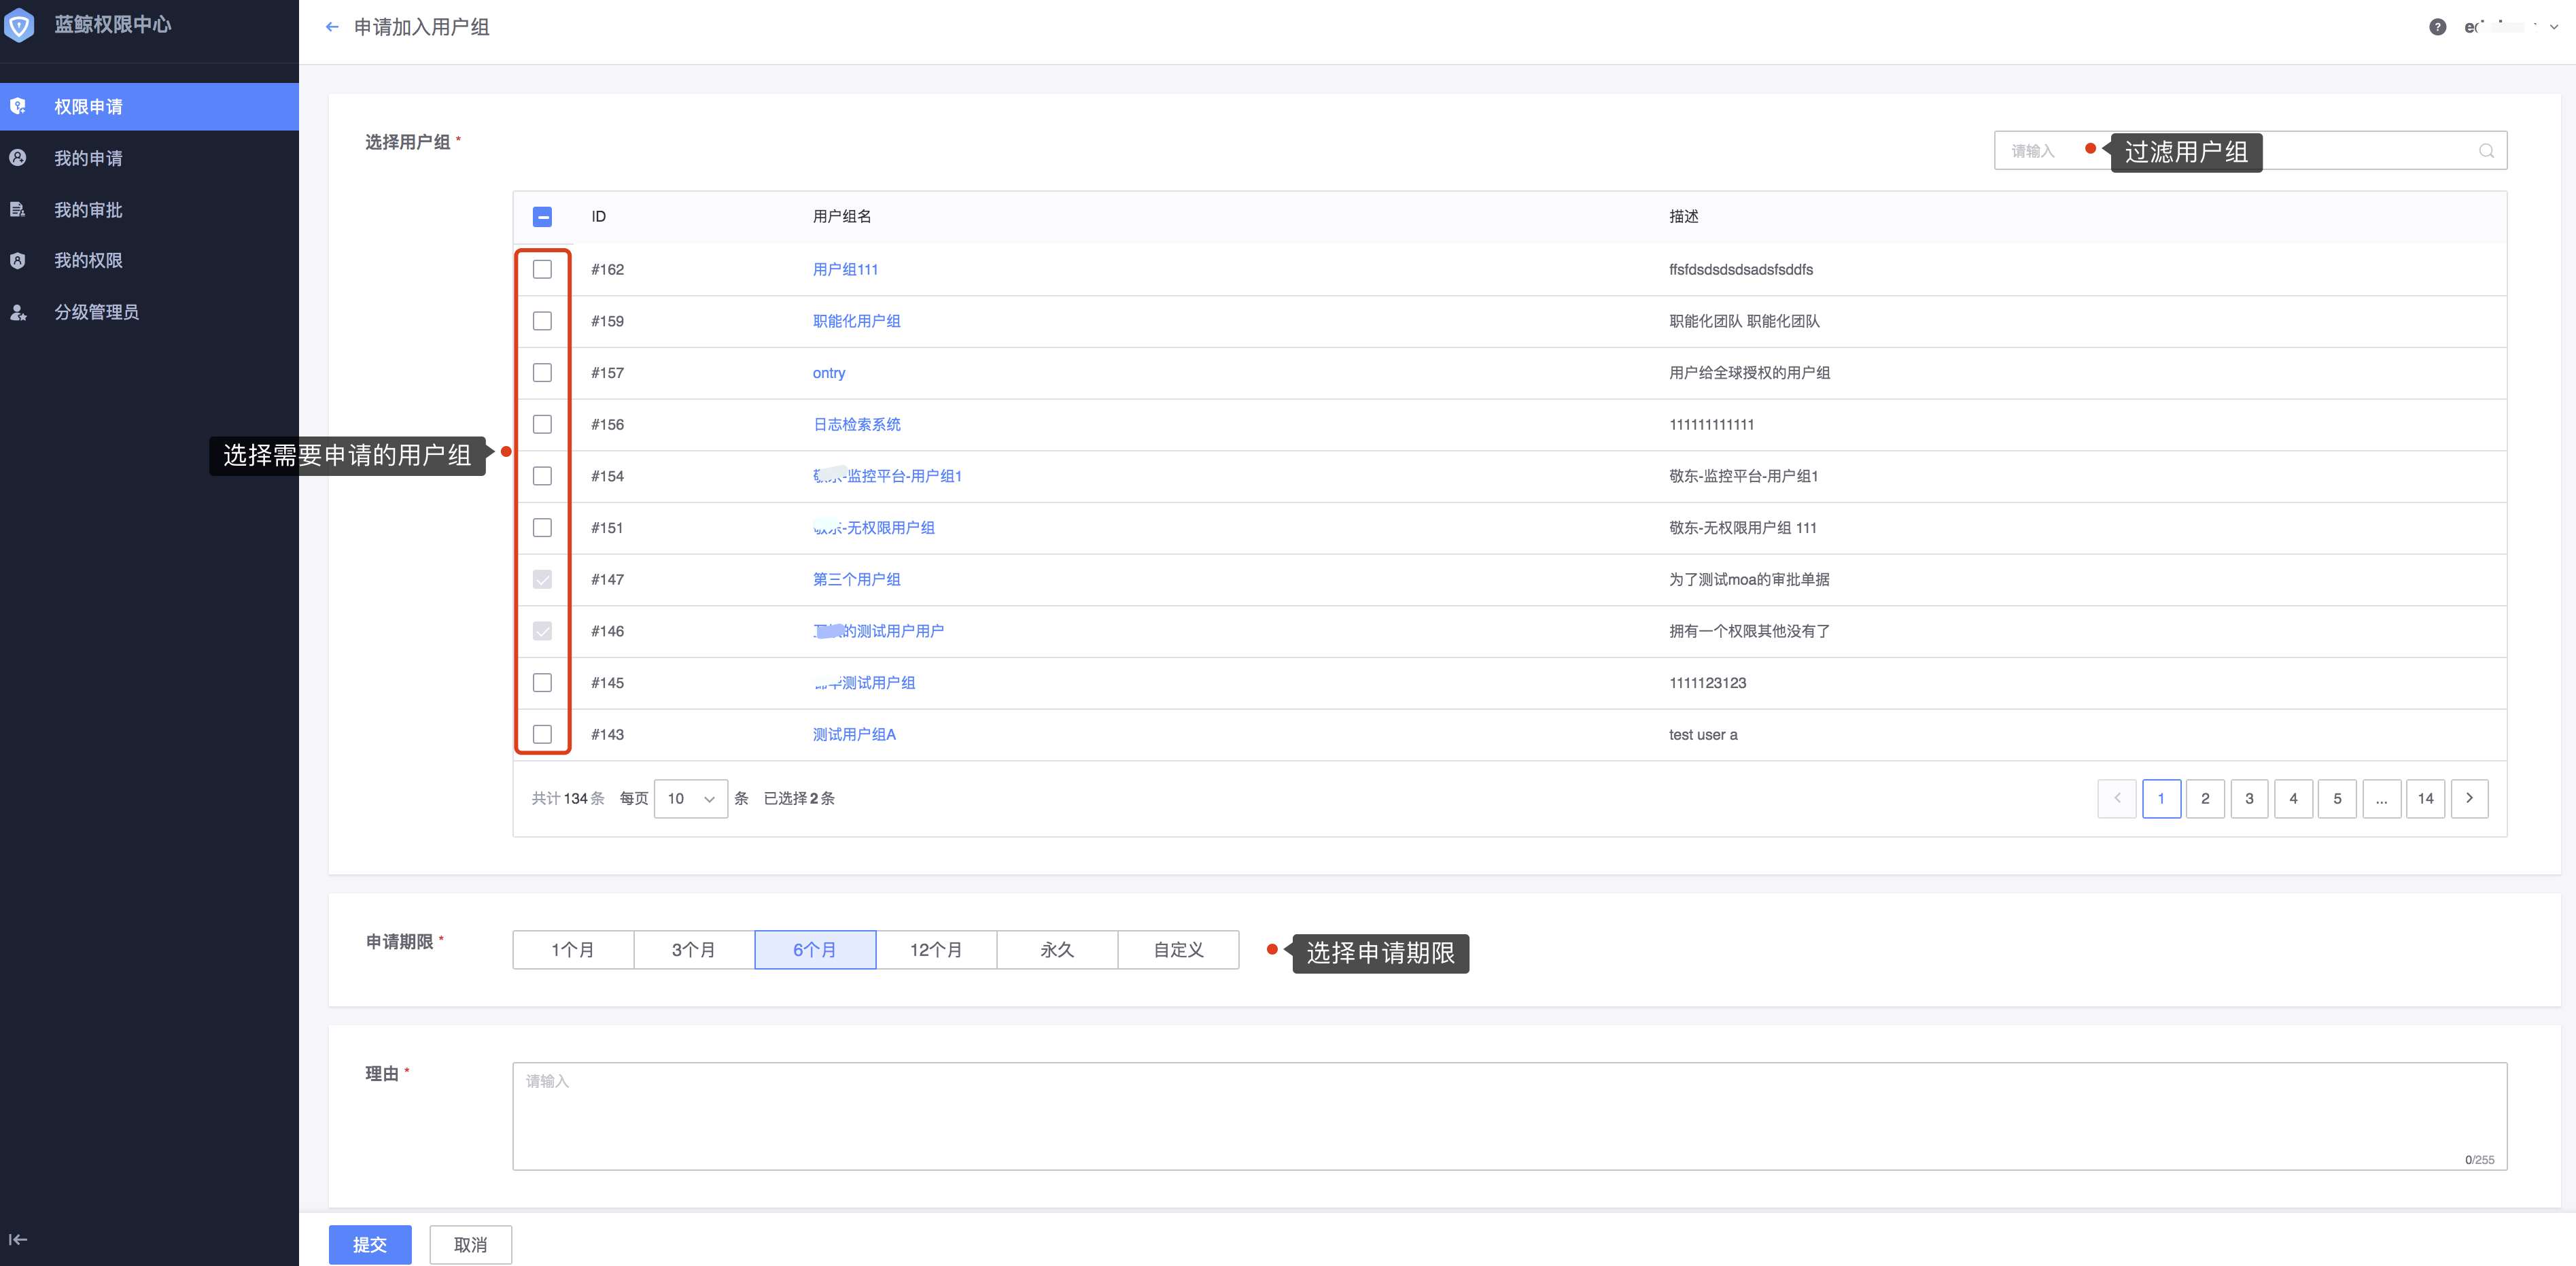 蓝鲸权限中心
权限申请
我的申请
我的审批
我的权限
分级管理员
申请加入用户组
选择用户组 *
请输入
过滤用户组
ID 用户组名 描述
#162 用户组111 ffsfdsdsdsdsadsfsddfs
#159 职能化用户组 职能化团队 职能化团队
#157 ontry 用户给全球授权的用户组
#156 日志检索系统 111111111111
选择需要申请的用户组
#154 -监控平台-用户组1 敬东-监控平台-用户组1
#151 -无权限用户组 敬东-无权限用户组 111
#147 第三个用户组 为了测试moa的审批单据
#146 的测试用户用户 拥有一个权限其他没有了
#145 测试用户组 1111123123
#143 测试用户组A test user a
共计 134 条 每页 10 条 已选择 2 条
1 2 3 4 5 ... 14
申请期限 *
1个月 3个月 6个月 12个月 永久 自定义
选择申请期限
理由 *
请输入
0/255
提交 取消